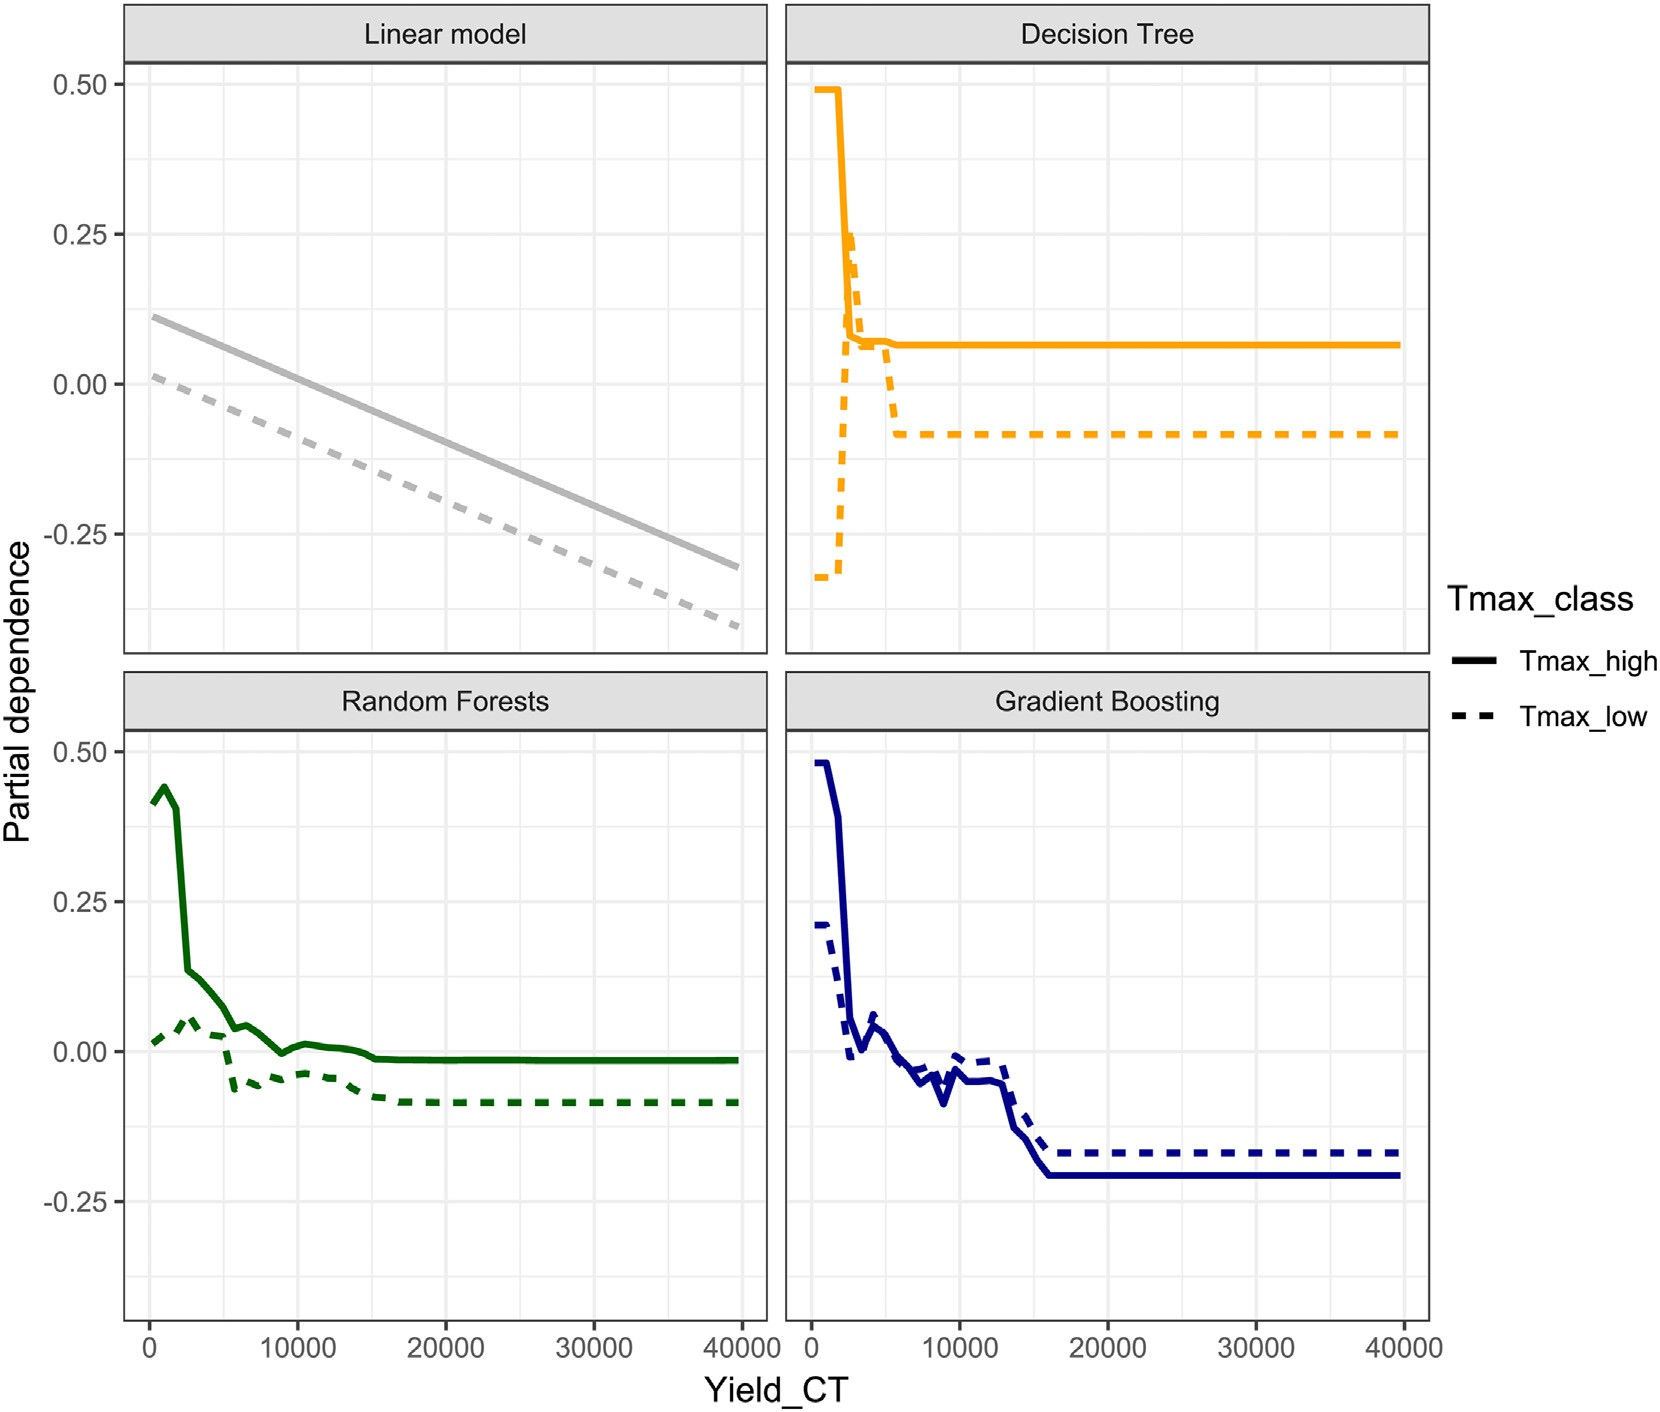 Linear model
Decision Tree
0.50
0.25
0.00
-0.25
Random Forests
Gradient Boosting
0.50
0.25
0.00
-0.25
0 10000 20000 30000 40000
0 10000 20000 30000 40000
Yield_CT
Partial dependence
Tmax_class
Tmax_high
Tmax_low